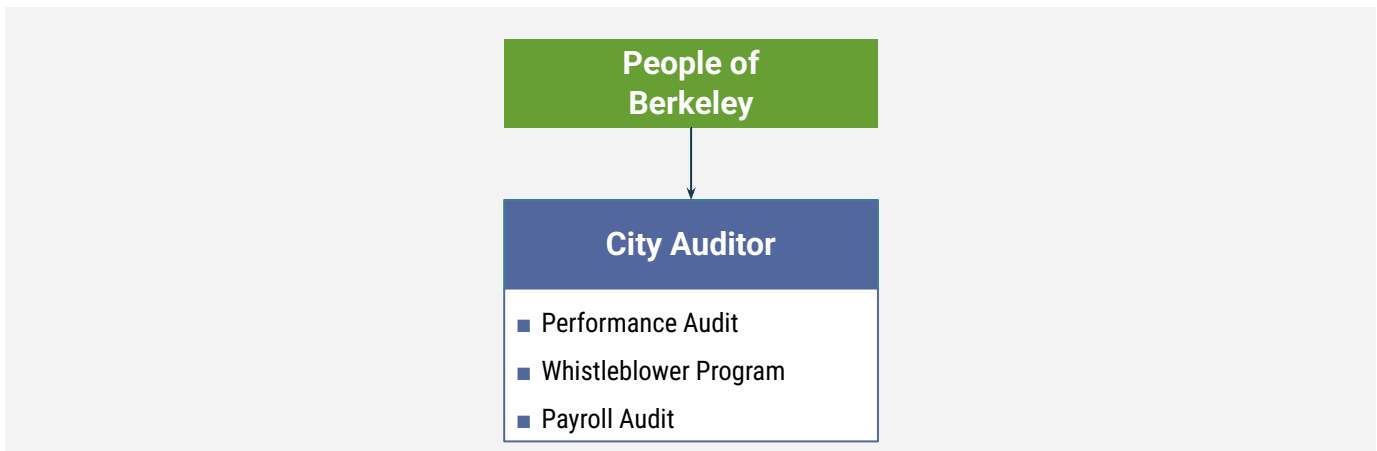 People of
Berkeley
City Auditor
■ Performance Audit
■ Whistleblower Program
■ Payroll Audit